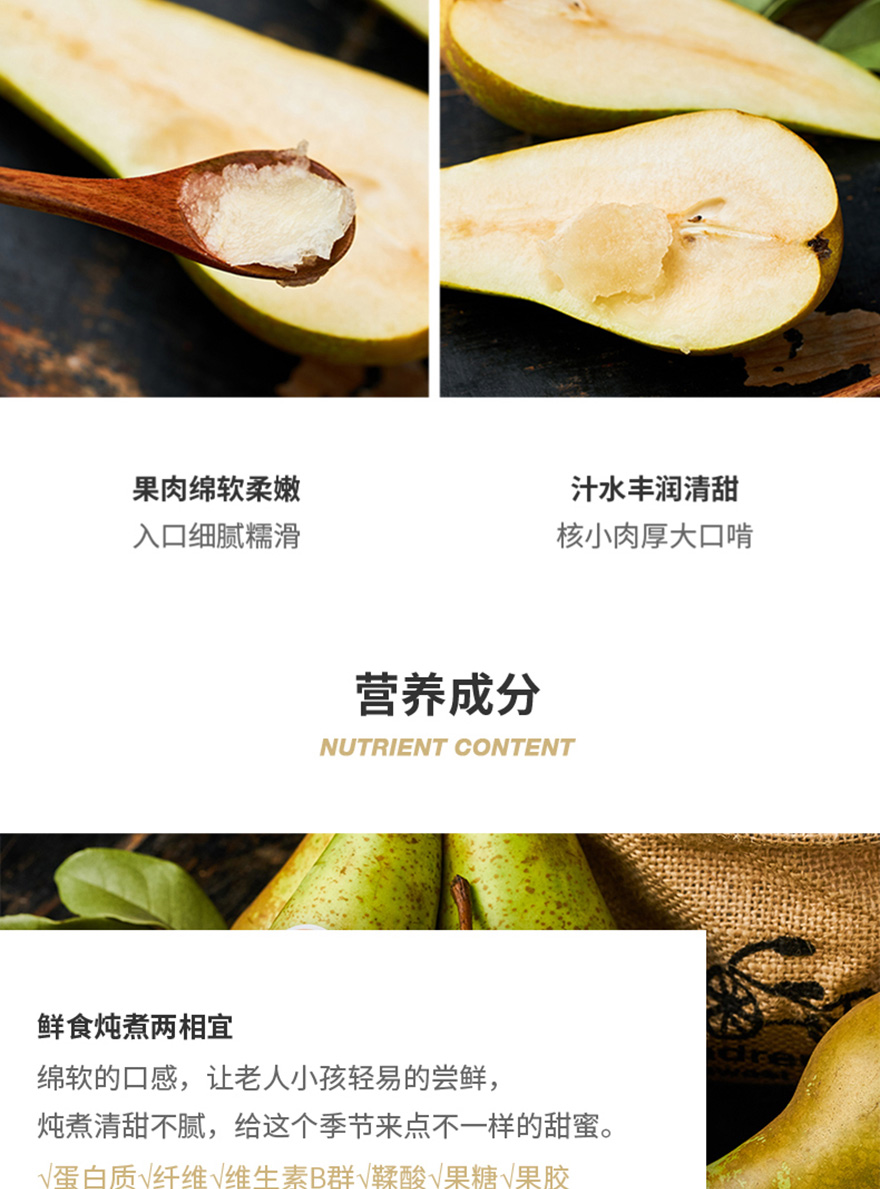 果肉绵软柔嫩
入口细腻糯滑
汁水丰润清甜
核小肉厚大口啃
营养成分
NUTRIENT CONTENT
鲜食炖煮两相宜
绵软的口感，让老人小孩轻易的尝鲜，
炖煮清甜不腻，给这个季节来点不一样的甜蜜。
√蛋白质√纤维√维生素B群√鞣酸√果糖√果胶